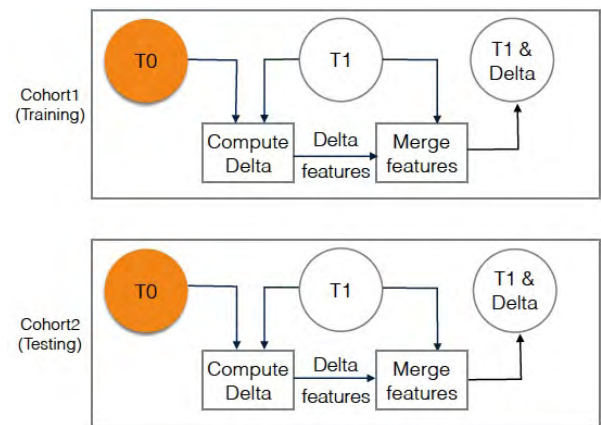 T0
T1
T1 &
Delta
Cohort1
(Training)
Compute
Delta
Delta
features
Merge
features
T0
T1
T1 &
Delta
Cohort2
(Testing)
Compute
Delta
Delta
features
Merge
features